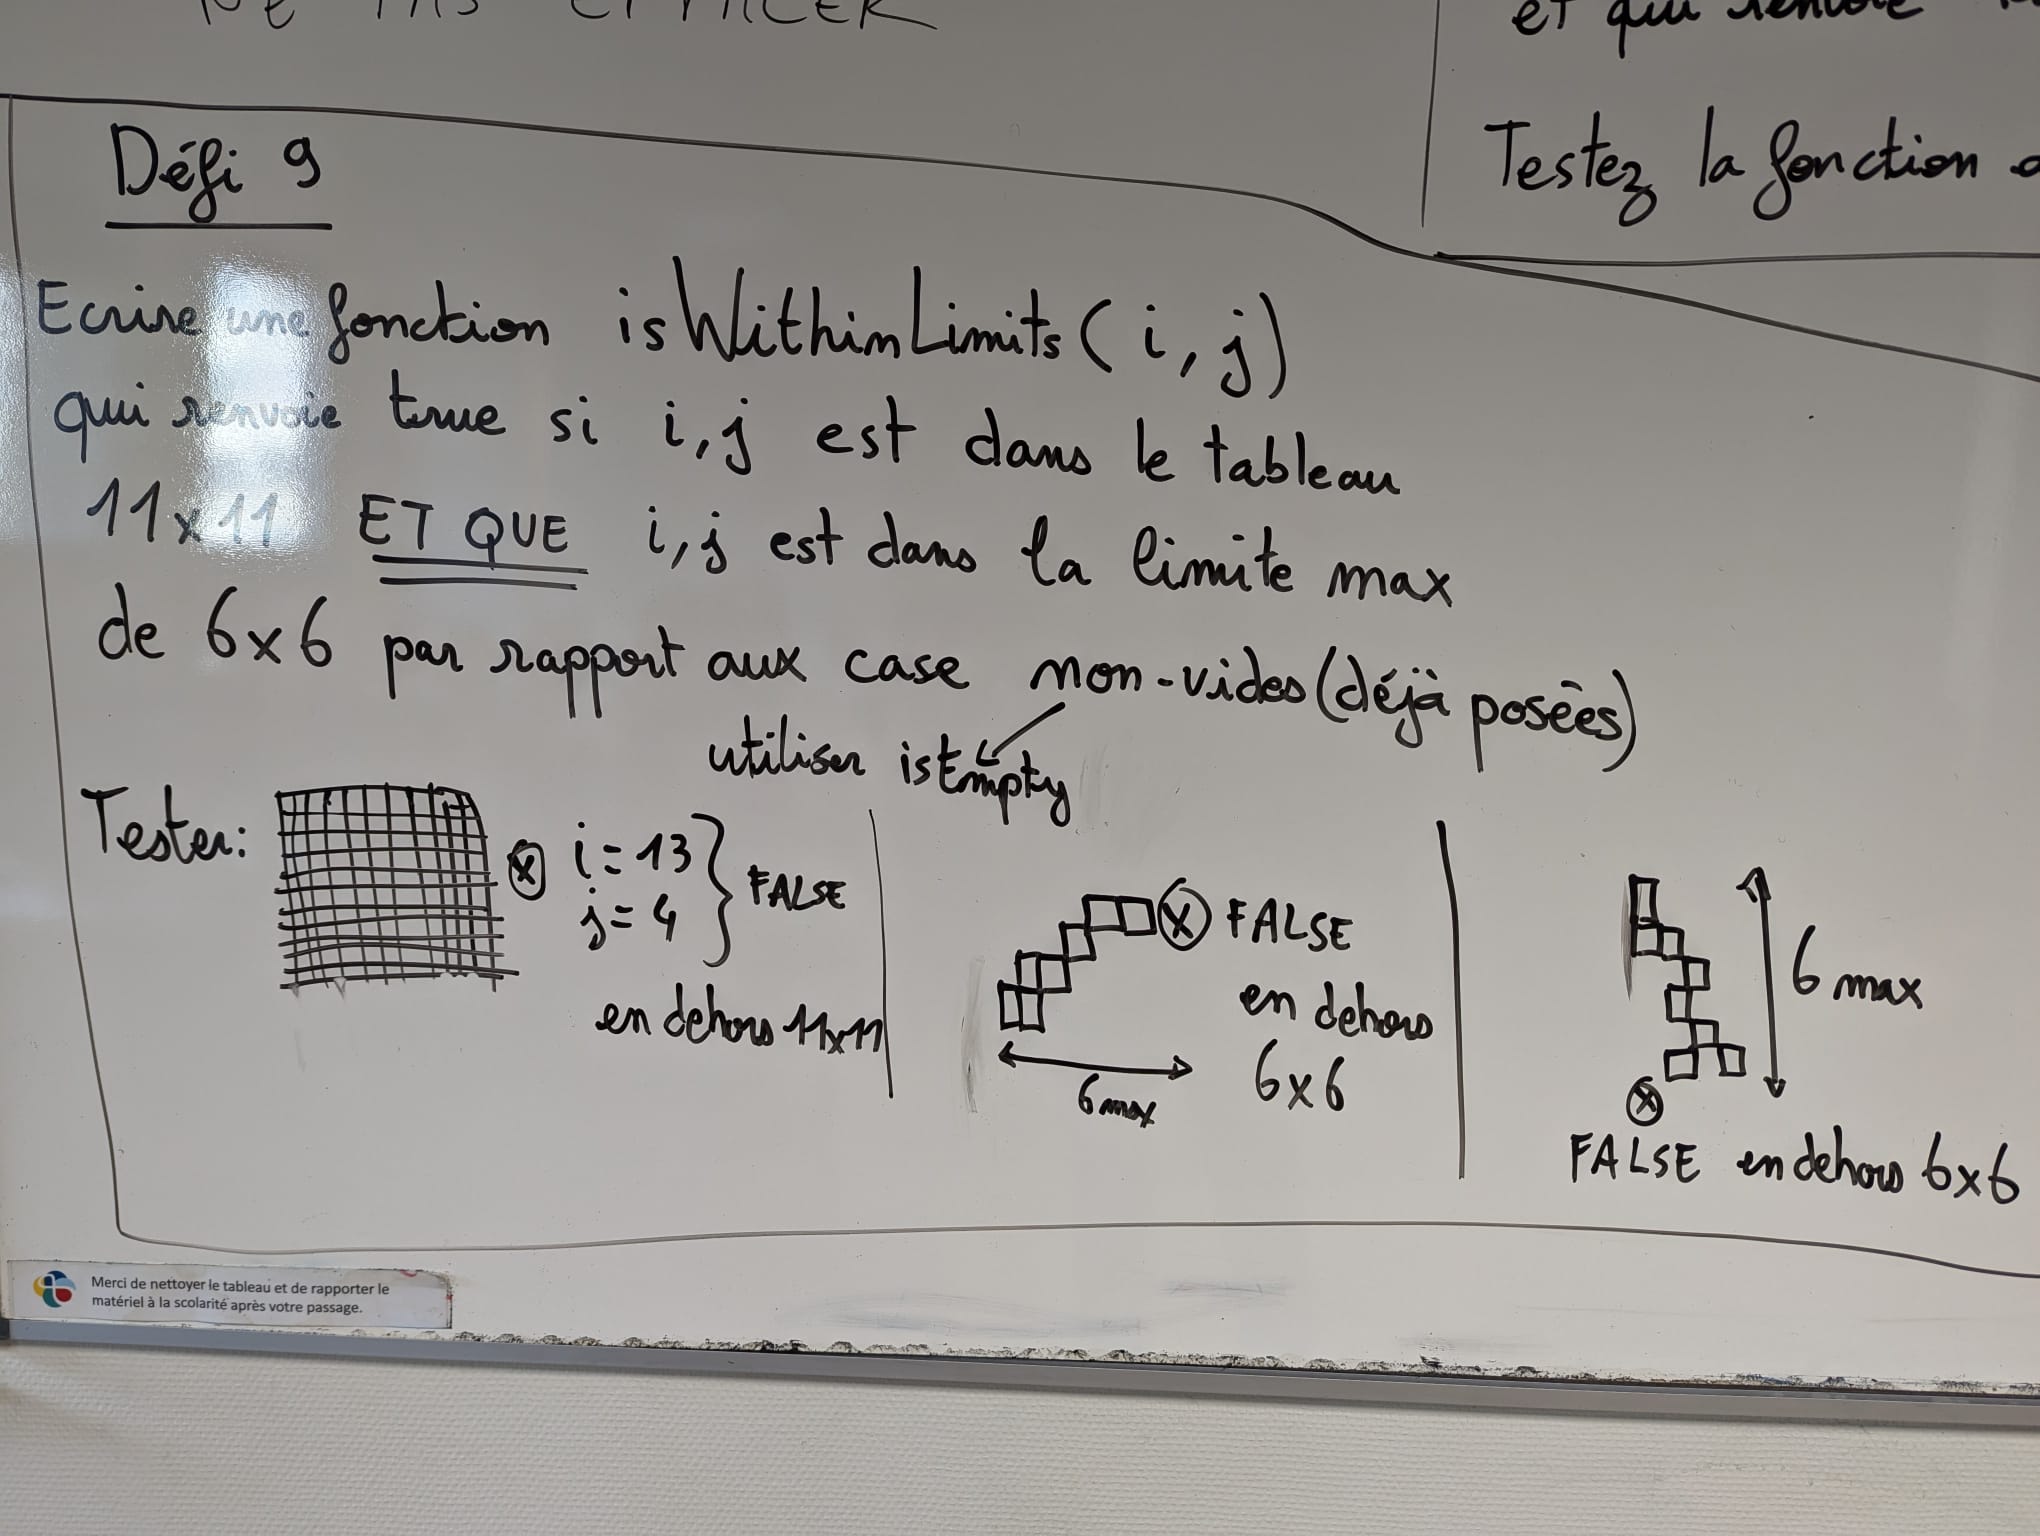 NE PAS EFFACER
et qui renvoie
Testez la fonction
Défi 9
Ecrire une fonction isWithinLimits(i,j)
qui renvoie true si i,j est dans le tableau
11x11 ET QUE i,j est dans la limite max
de 6x6 par rapport aux case non-vides (déjà posées)
utiliser isEmpty
Tester:
x i=13
j=4
FALSE
en dehors 11x11
x FALSE
en dehors
6x6
6 max
6 max
x
FALSE en dehors 6x6
Merci de nettoyer le tableau et de rapporter le
matériel à la scolarité après votre passage.